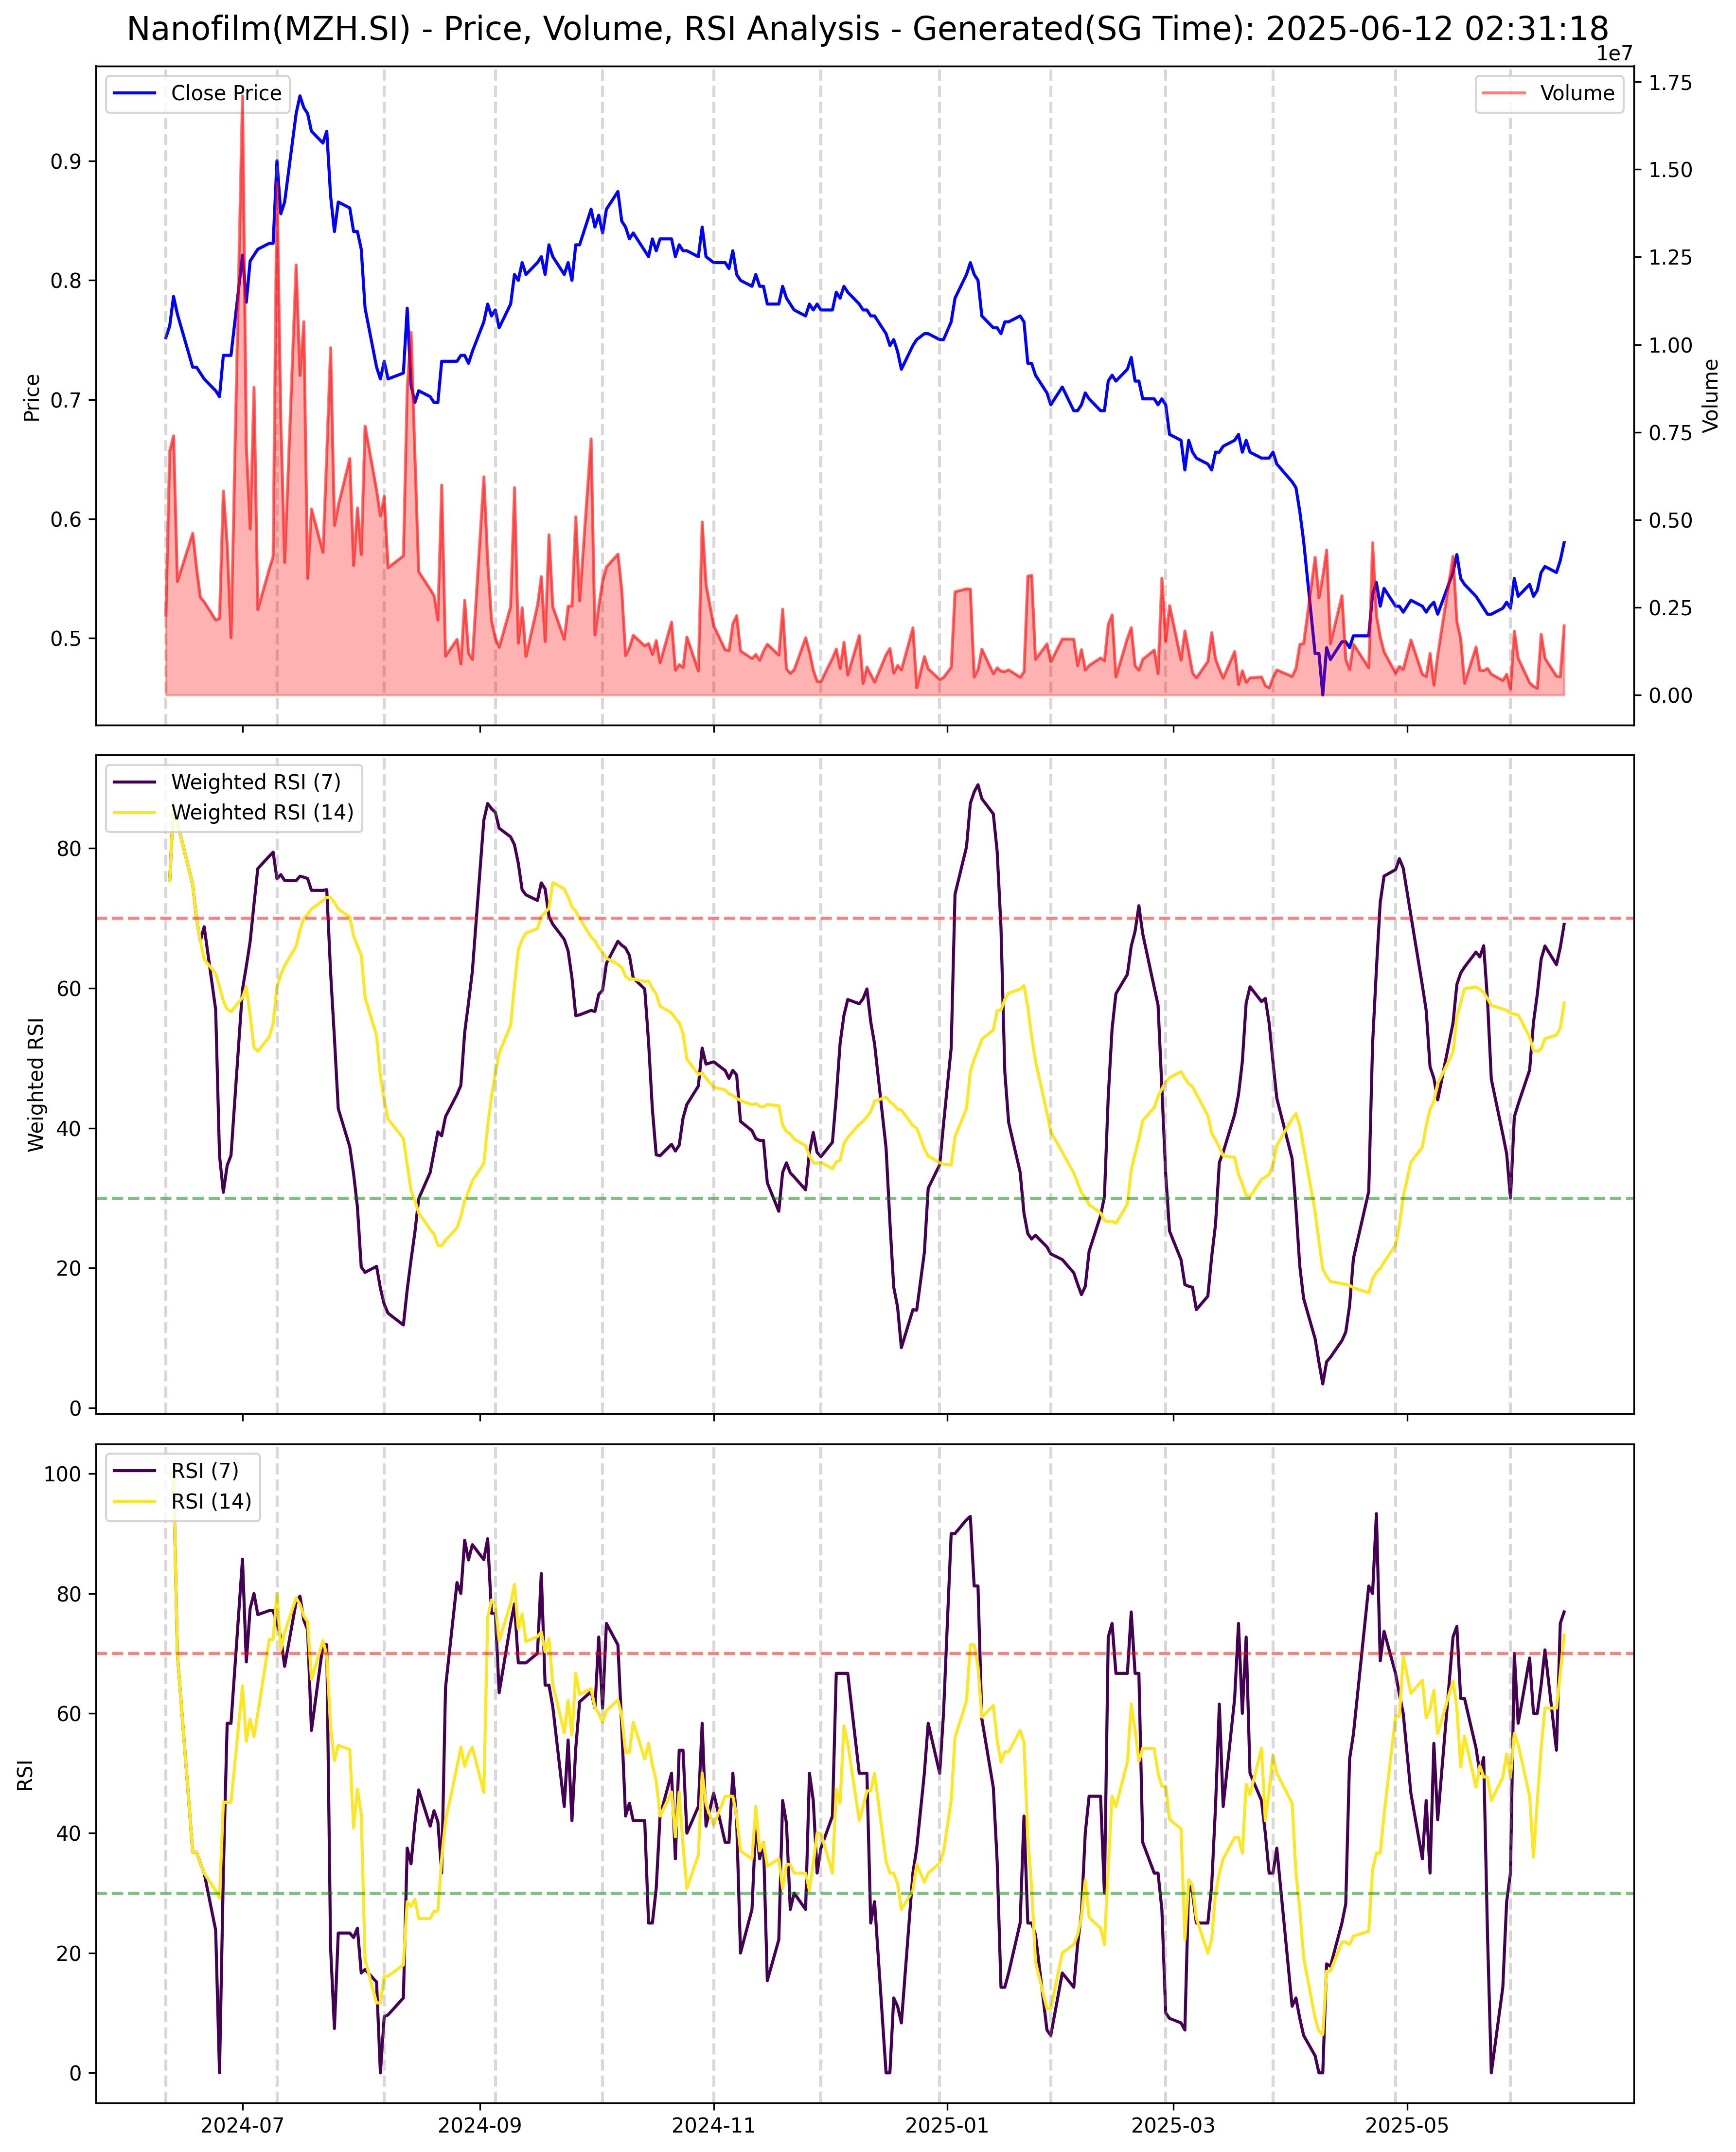 Nanofilm(MZH.SI) - Price, Volume, RSI Analysis - Generated(SG Time): 2025-06-12 02:31:18
1e7
Close Price
Volume
0.9
0.8
0.7
0.6
0.5
Price
1.75
1.50
1.25
1.00
0.75
0.50
0.25
0.00
Volume
Weighted RSI (7)
Weighted RSI (14)
80
60
40
20
0
Weighted RSI
RSI (7)
RSI (14)
100
80
60
40
20
0
RSI
2024-07
2024-09
2024-11
2025-01
2025-03
2025-05